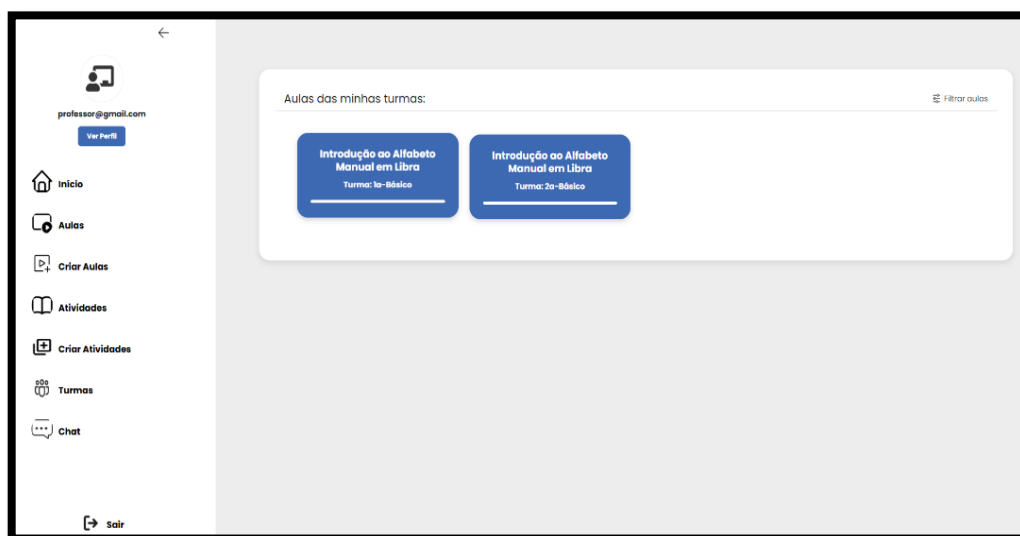 professor@gmail.com
Ver Perfil
Início
Aulas
Criar Aulas
Atividades
Criar Atividades
Turmas
Chat
Sair
Aulas das minhas turmas:
Filtrar aulas
Introdução ao Alfabeto
Manual em Libra
Turma: 1a-Básico
Introdução ao Alfabeto
Manual em Libra
Turma: 2a-Básico